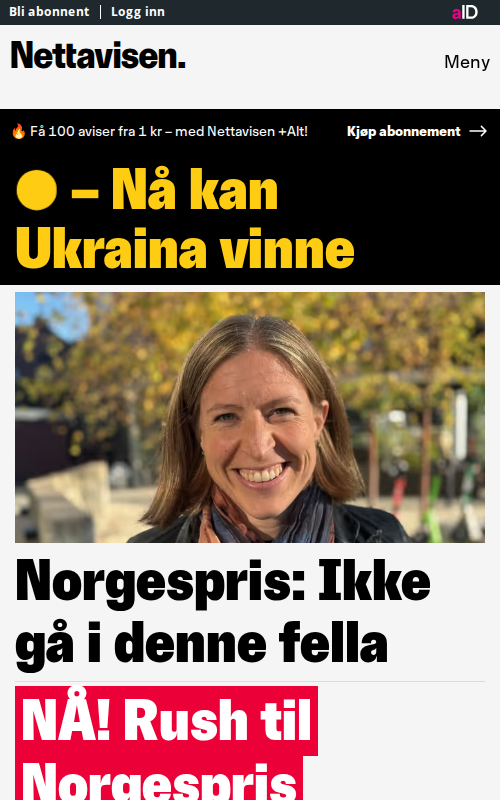 Bli abonnent | Logg inn
aID
Nettavisen.
Meny
🔥 Få 100 aviser fra 1 kr – med Nettavisen +Alt!
Kjøp abonnement →
– Nå kan
Ukraina vinne
Norgespris: Ikke
gå i denne fella
NÅ! Rush til
Norgespris